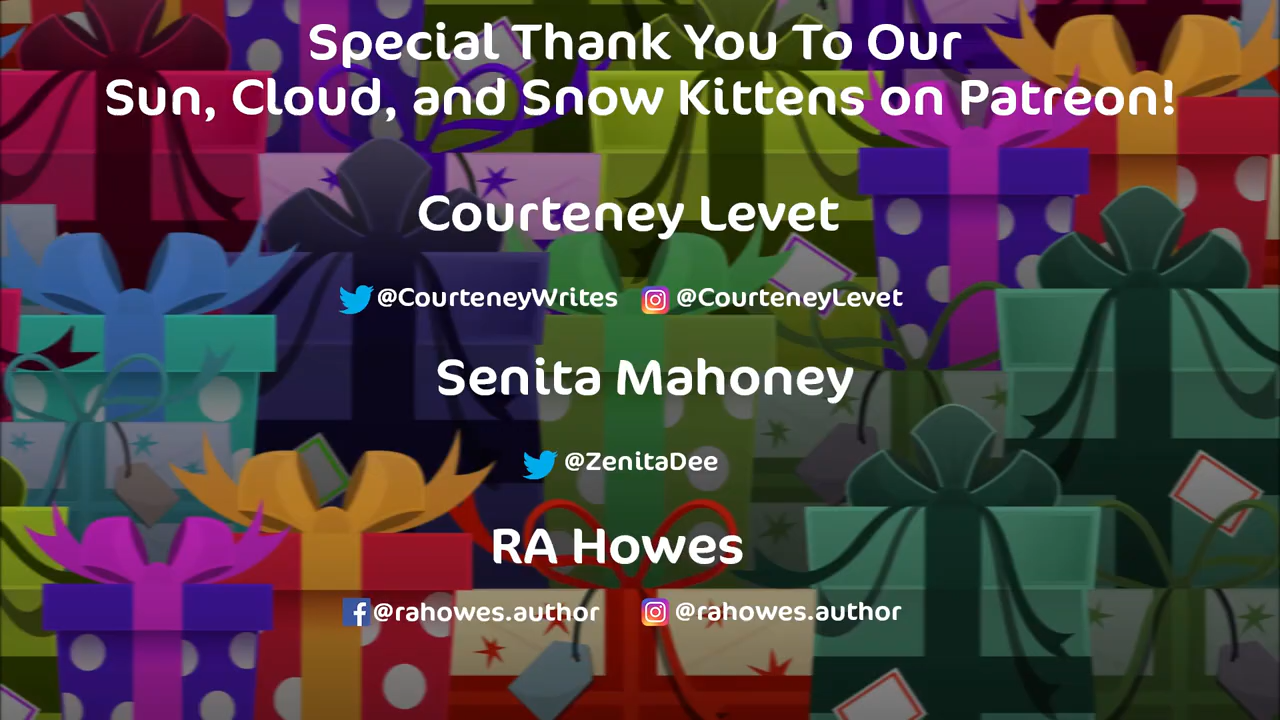 Special Thank You To Our
Sun, Cloud, and Snow Kittens on Patreon!
Courteney Levet
@CourteneyWrites @CourteneyLevet
Senita Mahoney
@ZenitaDee
RA Howes
@rahowes.author @rahowes.author